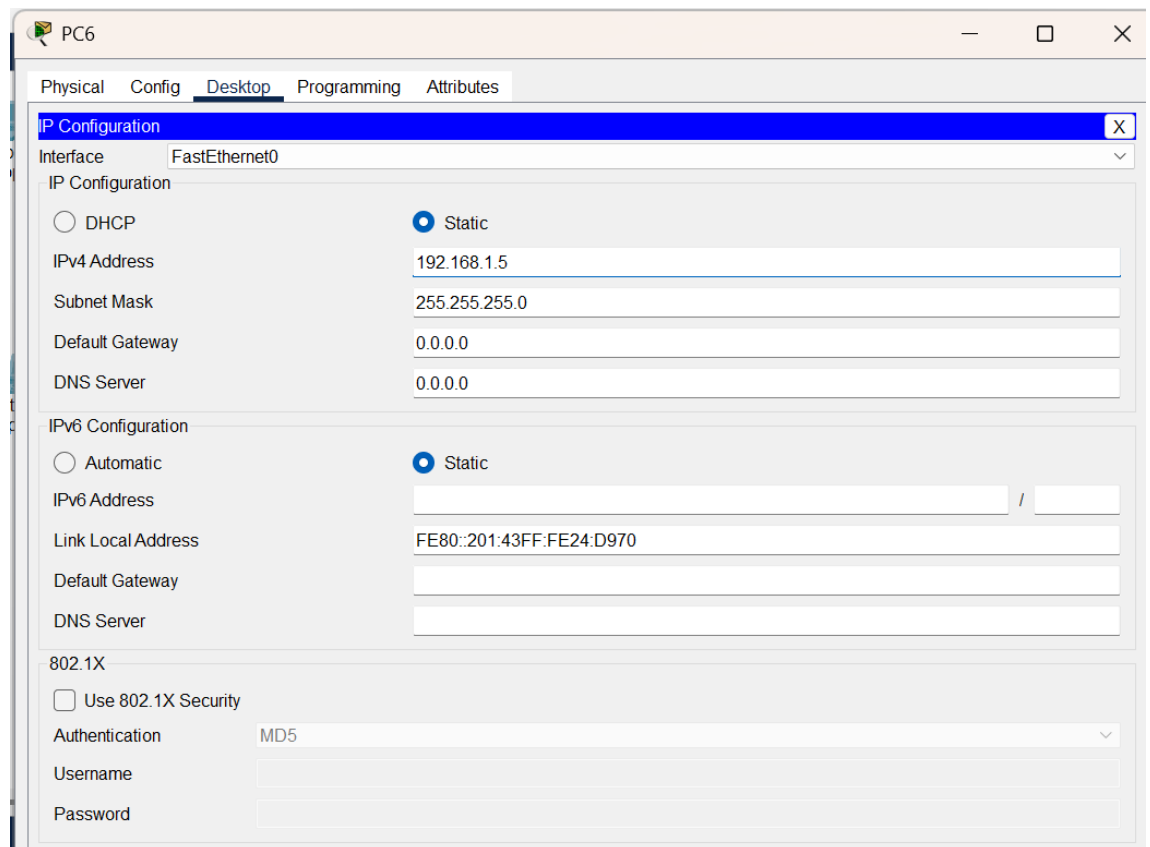 PC6
Physical Config Desktop Programming Attributes
IP Configuration X
Interface FastEthernet0
IP Configuration
DHCP Static
IPv4 Address 192.168.1.5
Subnet Mask 255.255.255.0
Default Gateway 0.0.0.0
DNS Server 0.0.0.0
IPv6 Configuration
Automatic Static
IPv6 Address /
Link Local Address FE80::201:43FF:FE24:D970
Default Gateway
DNS Server
802.1X
Use 802.1X Security
Authentication MD5
Username
Password